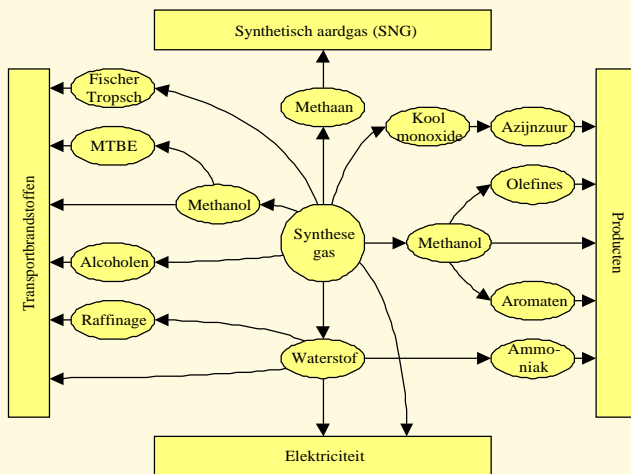 Synthetisch aardgas (SNG)
Fischer
Tropsch
Methaan
Kool
monoxide
Azijnzuur
MTBE
Olefines
Methanol
Transportbrandstoffen
Synthese
gas
Methanol
Producten
Alcoholen
Aromaten
Raffinage
Waterstof
Ammo-
niak
Elektriciteit